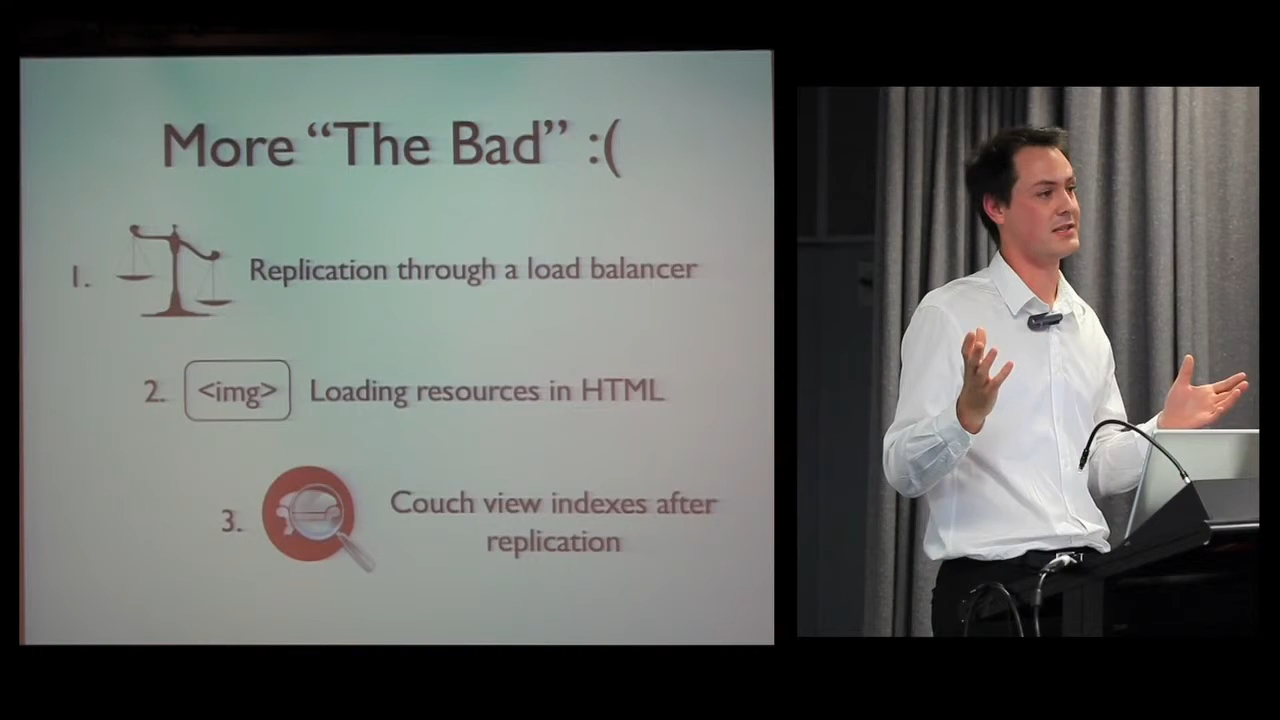 More “The Bad” :(
1. Replication through a load balancer
2. <img> Loading resources in HTML
3. Couch view indexes after
replication